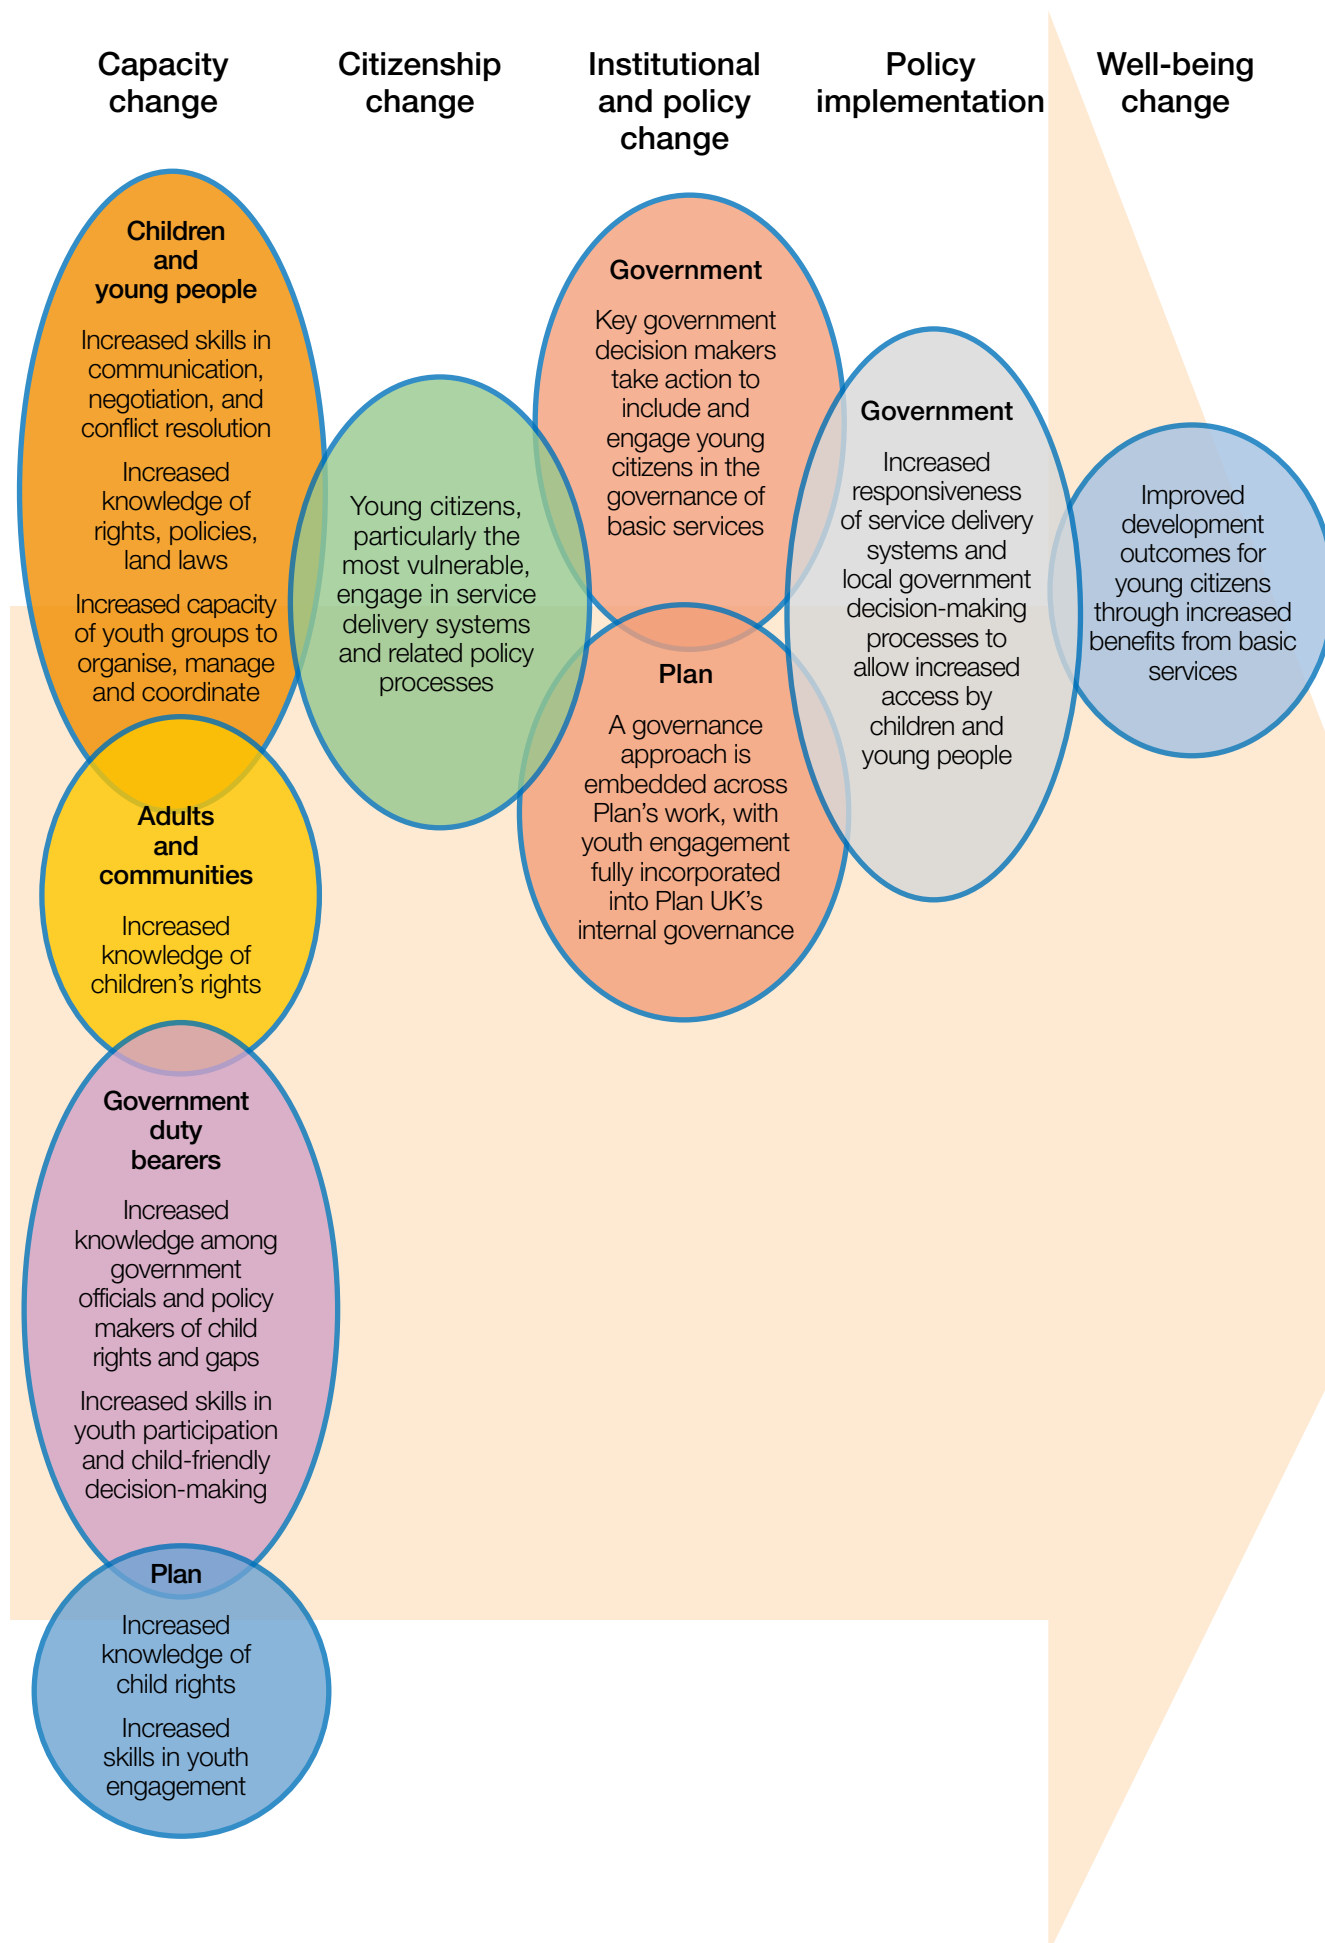 Capacity
change
Citizenship
change
Institutional
and policy
change
Policy
implementation
Well-being
change
Children
and
young people
Increased skills in
communication,
negotiation, and
conflict resolution
Increased
knowledge of
rights, policies,
land laws
Increased capacity
of youth groups to
organise, manage
and coordinate
Adults
and
communities
Increased
knowledge of
children's rights
Government
duty
bearers
Increased
knowledge among
government
officials and policy
makers of child
rights and gaps
Increased skills in
youth participation
and child-friendly
decision-making
Plan
Increased
knowledge of
child rights
Increased
skills in youth
engagement
Young citizens,
particularly the
most vulnerable,
engage in service
delivery systems
and related policy
processes
Government
Key government
decision makers
take action to
include and
engage young
citizens in the
governance of
basic services
Plan
A governance
approach is
embedded across
Plan's work, with
youth engagement
fully incorporated
into Plan UK's
internal governance
Government
Increased
responsiveness
of service delivery
systems and
local government
decision-making
processes to
allow increased
access by
children and
young people
Improved
development
outcomes for
young citizens
through increased
benefits from basic
services